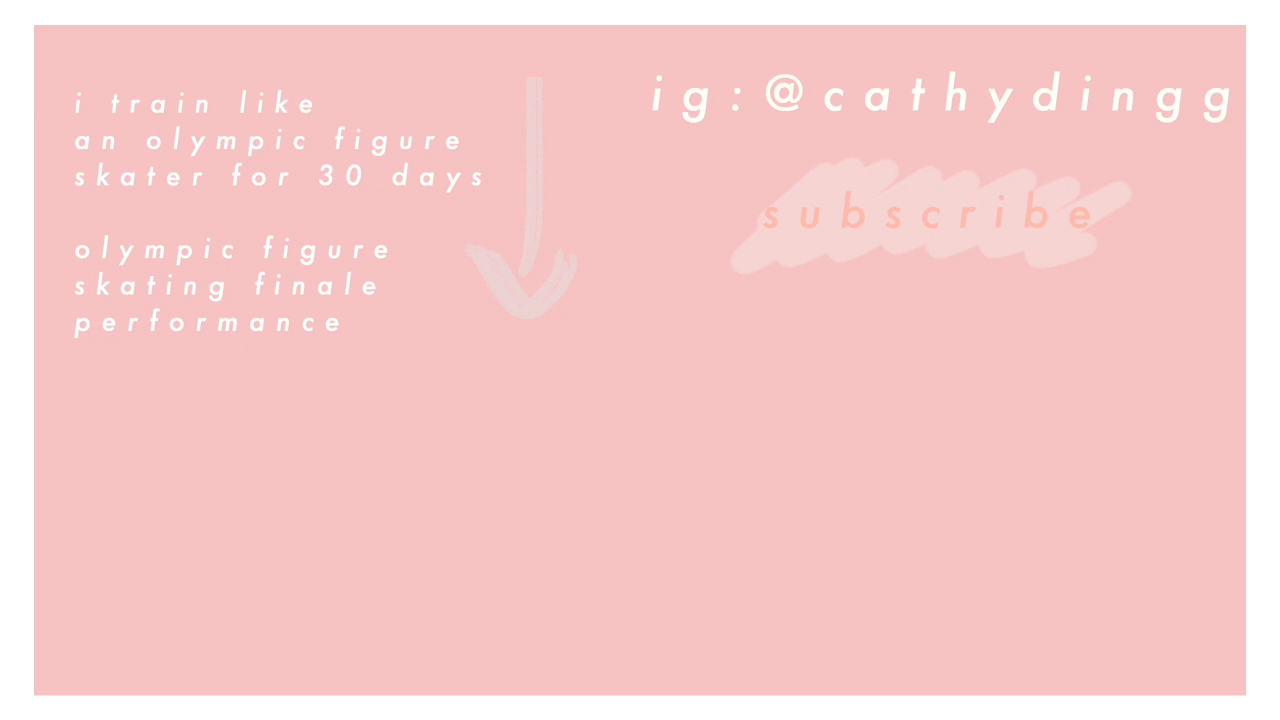 i train like
an olympic figure
skater for 30 days
olympic figure
skating finale
performance
ig:@cathydingg
subscribe